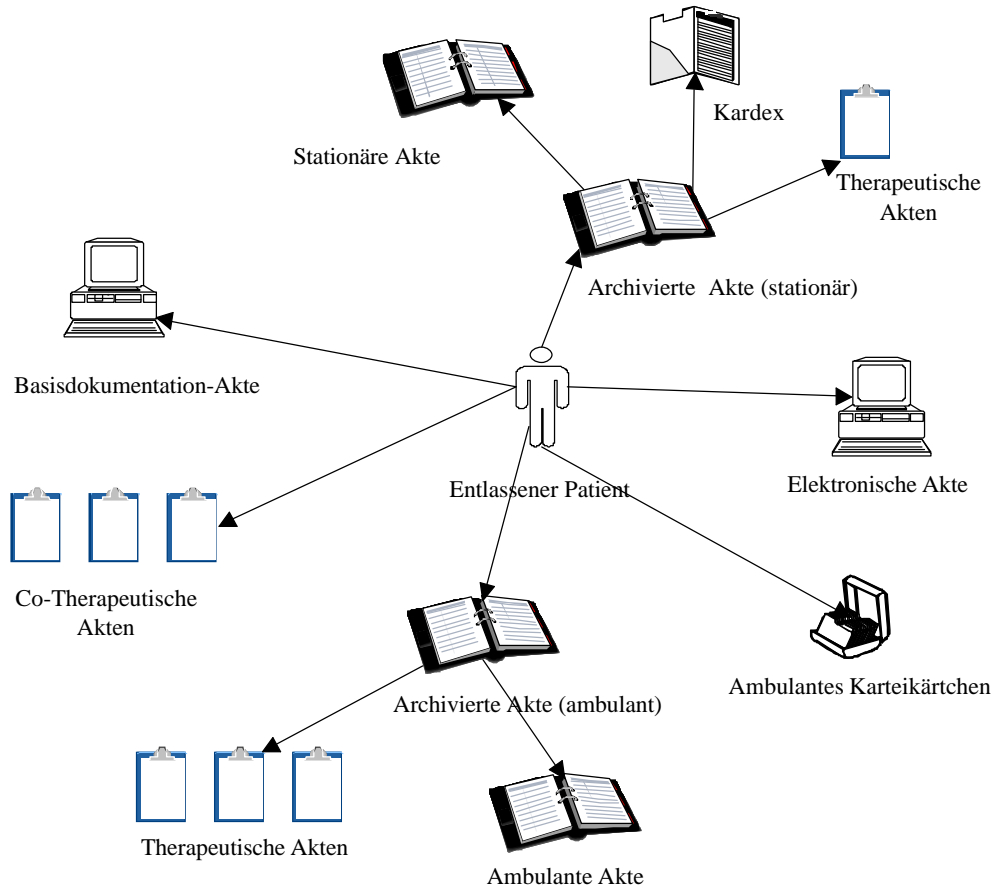 Kardex
Stationäre Akte
Therapeutische
Akten
Archivierte Akte (stationär)
Basisdokumentation-Akte
Entlassener Patient
Elektronische Akte
Co-Therapeutische
Akten
Ambulantes Karteikärtchen
Archivierte Akte (ambulant)
Therapeutische Akten
Ambulante Akte